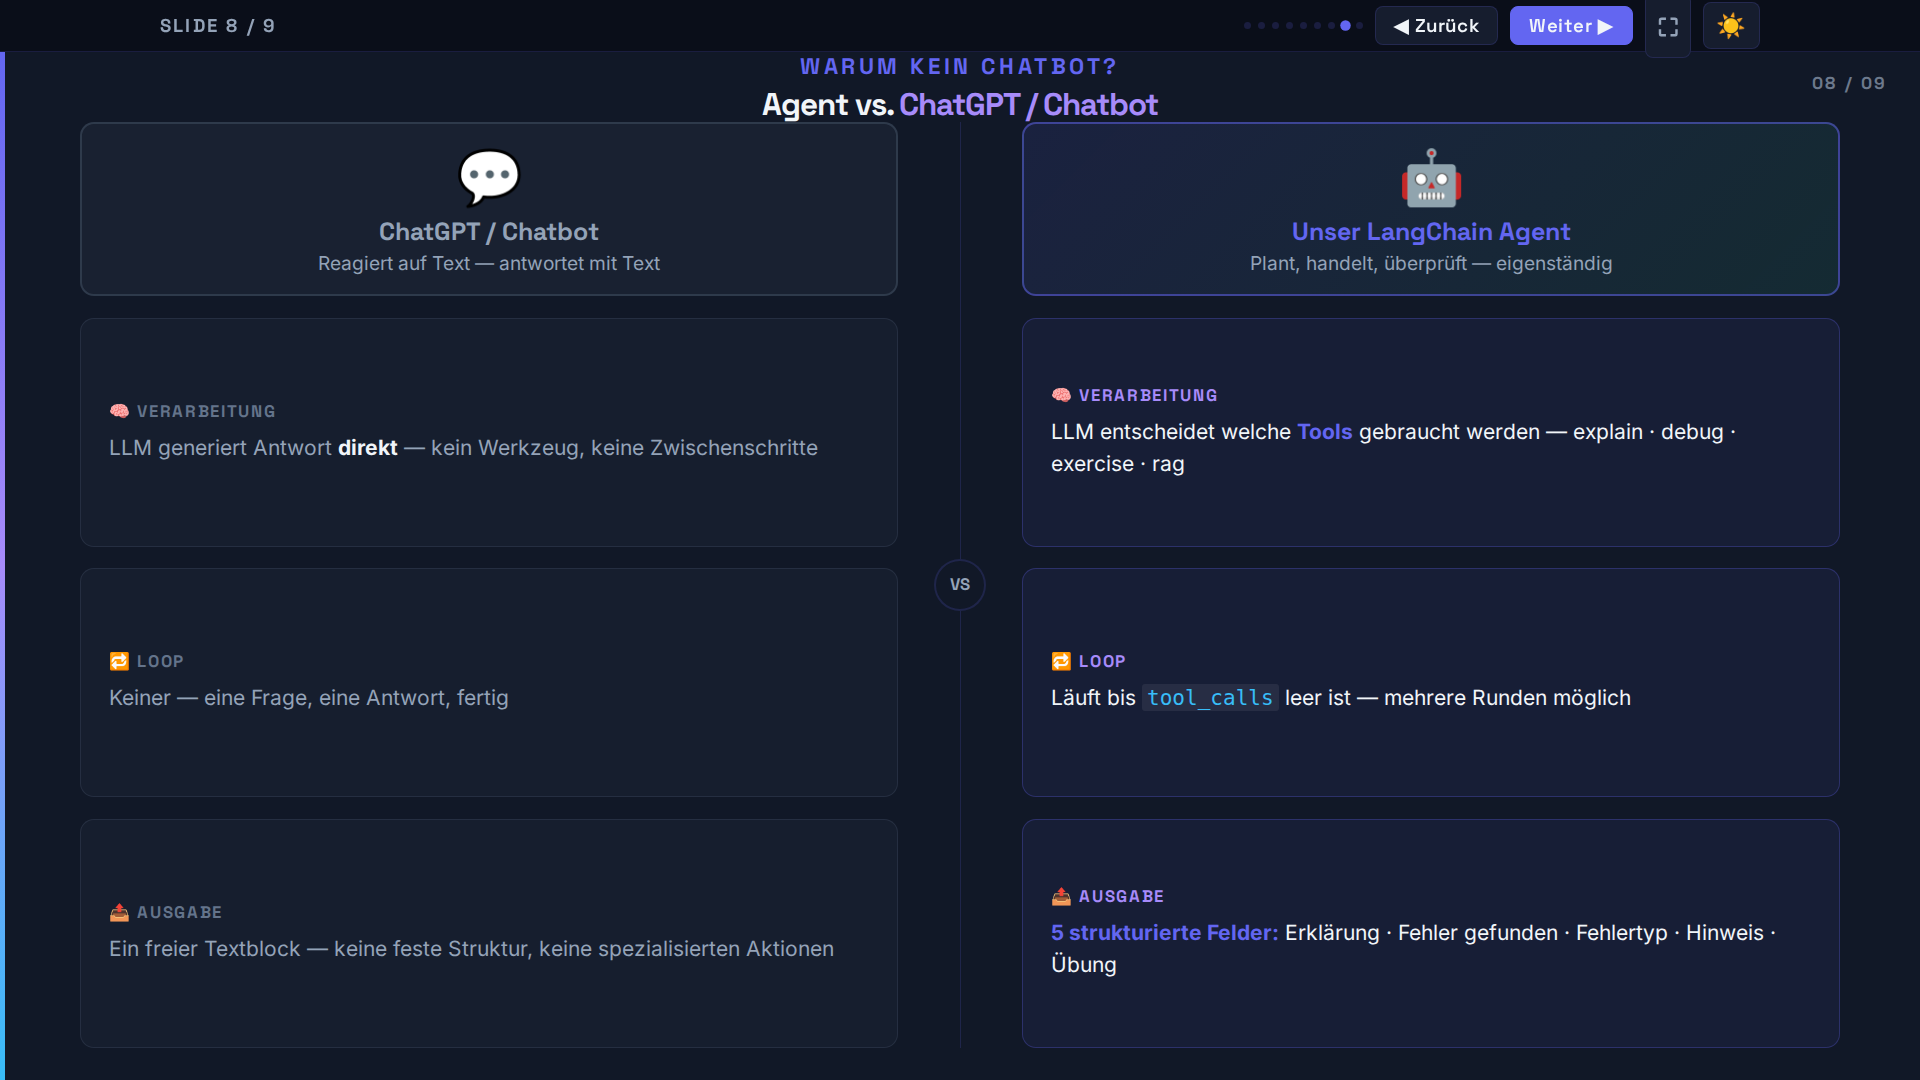 SLIDE 8 / 9
◀ Zurück
Weiter ▶
WARUM KEIN CHATBOT?
08 / 09
Agent vs. ChatGPT / Chatbot
ChatGPT / Chatbot
Reagiert auf Text — antwortet mit Text
VERARBEITUNG
LLM generiert Antwort direkt — kein Werkzeug, keine Zwischenschritte
LOOP
Keiner — eine Frage, eine Antwort, fertig
AUSGABE
Ein freier Textblock — keine feste Struktur, keine spezialisierten Aktionen
VS
Unser LangChain Agent
Plant, handelt, überprüft — eigenständig
VERARBEITUNG
LLM entscheidet welche Tools gebraucht werden — explain · debug ·
exercise · rag
LOOP
Läuft bis tool_calls leer ist — mehrere Runden möglich
AUSGABE
5 strukturierte Felder: Erklärung · Fehler gefunden · Fehlertyp · Hinweis ·
Übung